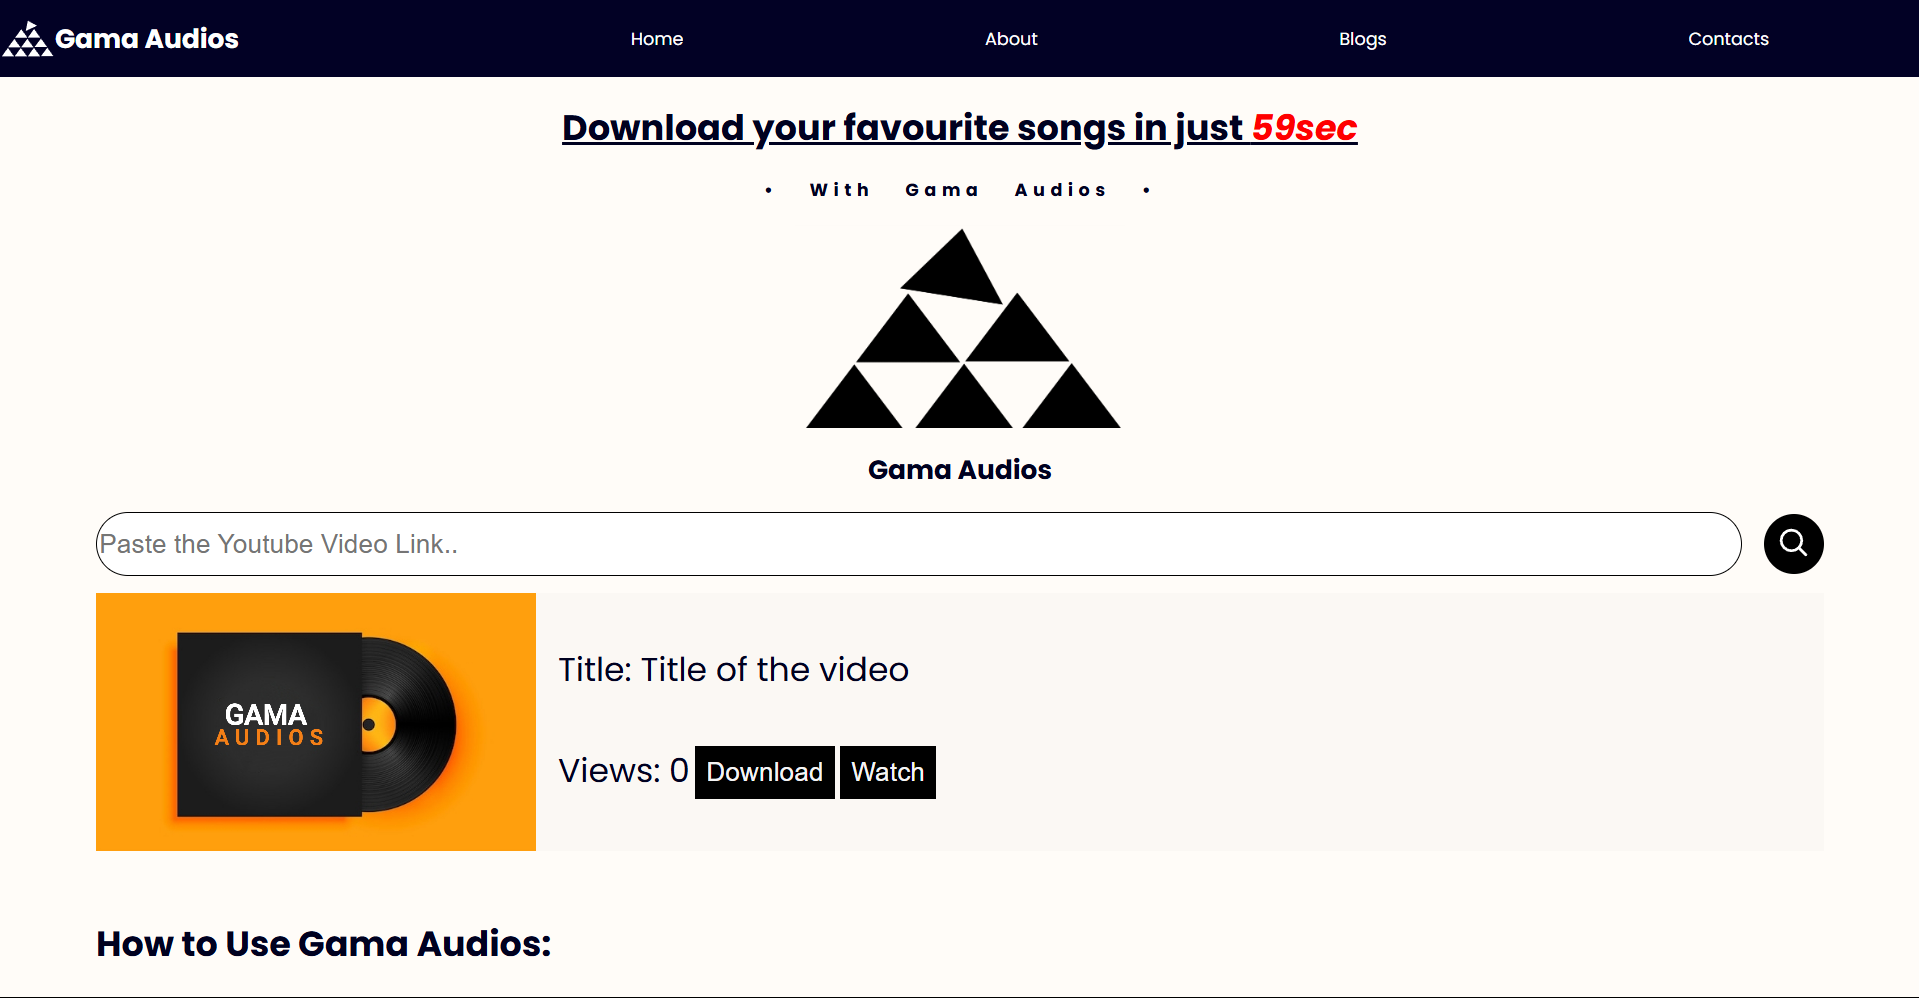 Gama Audios Home About Blogs Contacts
Download your favourite songs in just 59sec
• With Gama Audios •
Gama Audios
Paste the Youtube Video Link..
GAMA
AUDIOS
Title: Title of the video
Views: 0 Download Watch
How to Use Gama Audios: